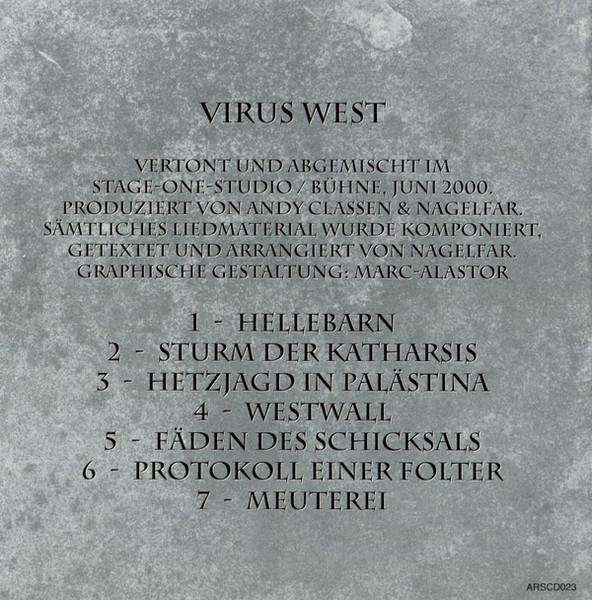 VIRUS WEST
VERTONT UND ABGEMISCHT IM
STAGE-ONE-STUDIO / BÜHNE, JUNI 2000.
PRODUZIERT VON ANDY CLASSEN & NAGELFAR.
SÄMTLICHES LIEDMATERIAL WURDE KOMPONIERT,
GETEXTET UND ARRANGIERT VON NAGELFAR.
GRAPHISCHE GESTALTUNG: MARC-ALASTOR
1 - HELLEBARN
2 - STURM DER KATHARSIS
3 - HETZJAGD IN PALÄSTINA
4 - WESTWALL
5 - FÄDEN DES SCHICKSALS
6 - PROTOKOLL EINER FOLTER
7 - MEUTEREI
ARSCD023